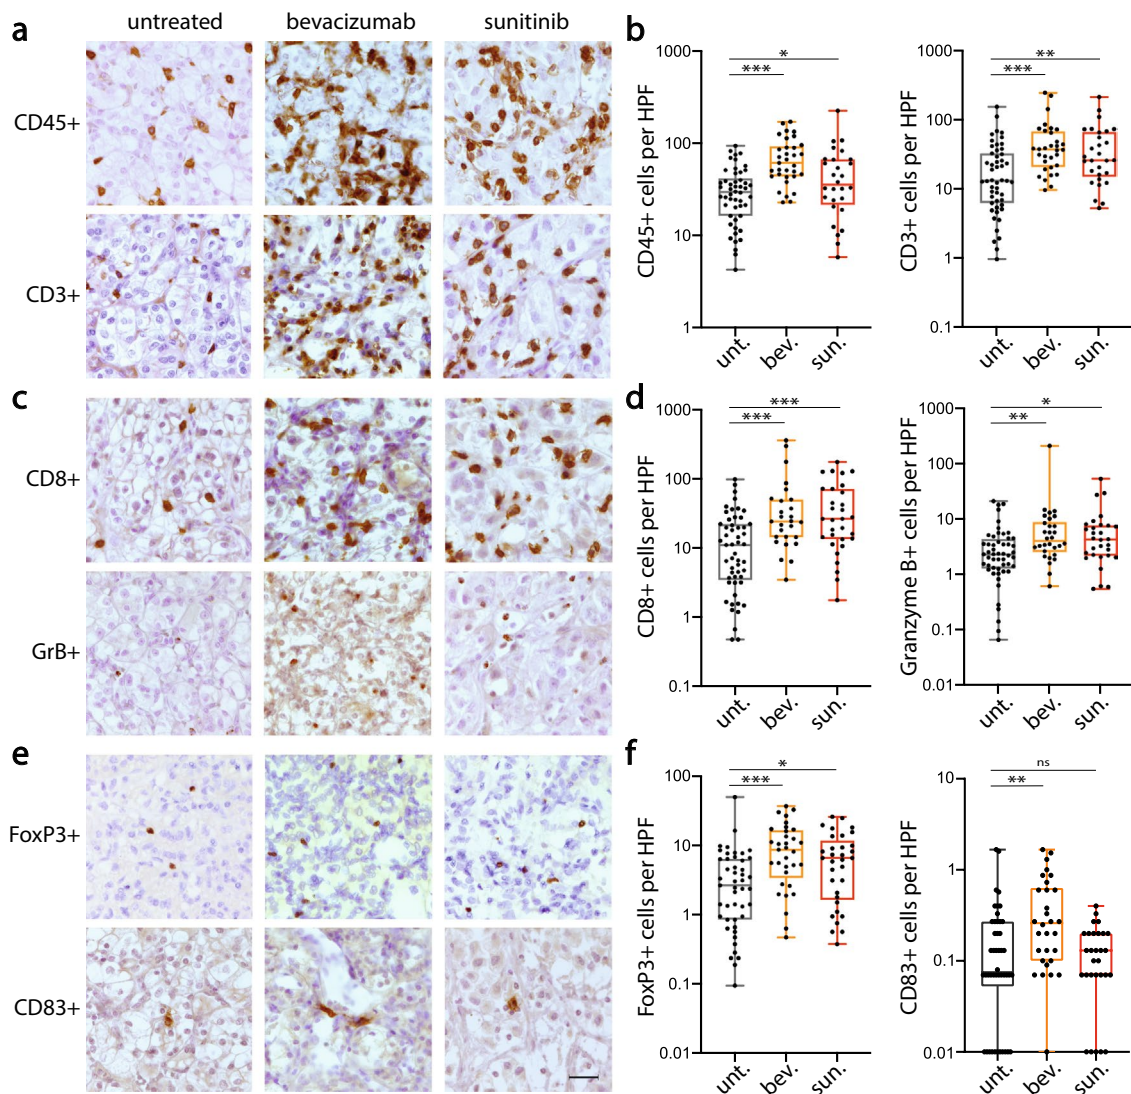 a untreated bevacizumab sunitinib
CD45+
CD3+
b
CD45+ cells per HPF
1000
100
10
1
*
***
unt. bev. sun.
CD3+ cells per HPF
1000
100
10
1
0.1
**
***
unt. bev. sun.
c
CD8+
GrB+
d
CD8+ cells per HPF
1000
100
10
1
0.1
***
***
unt. bev. sun.
Granzyme B+ cells per HPF
1000
100
10
1
0.1
0.01
*
**
unt. bev. sun.
e
FoxP3+
CD83+
f
FoxP3+ cells per HPF
100
10
1
0.1
0.01
*
***
unt. bev. sun.
CD83+ cells per HPF
10
1
0.1
0.01
ns
**
unt. bev. sun.